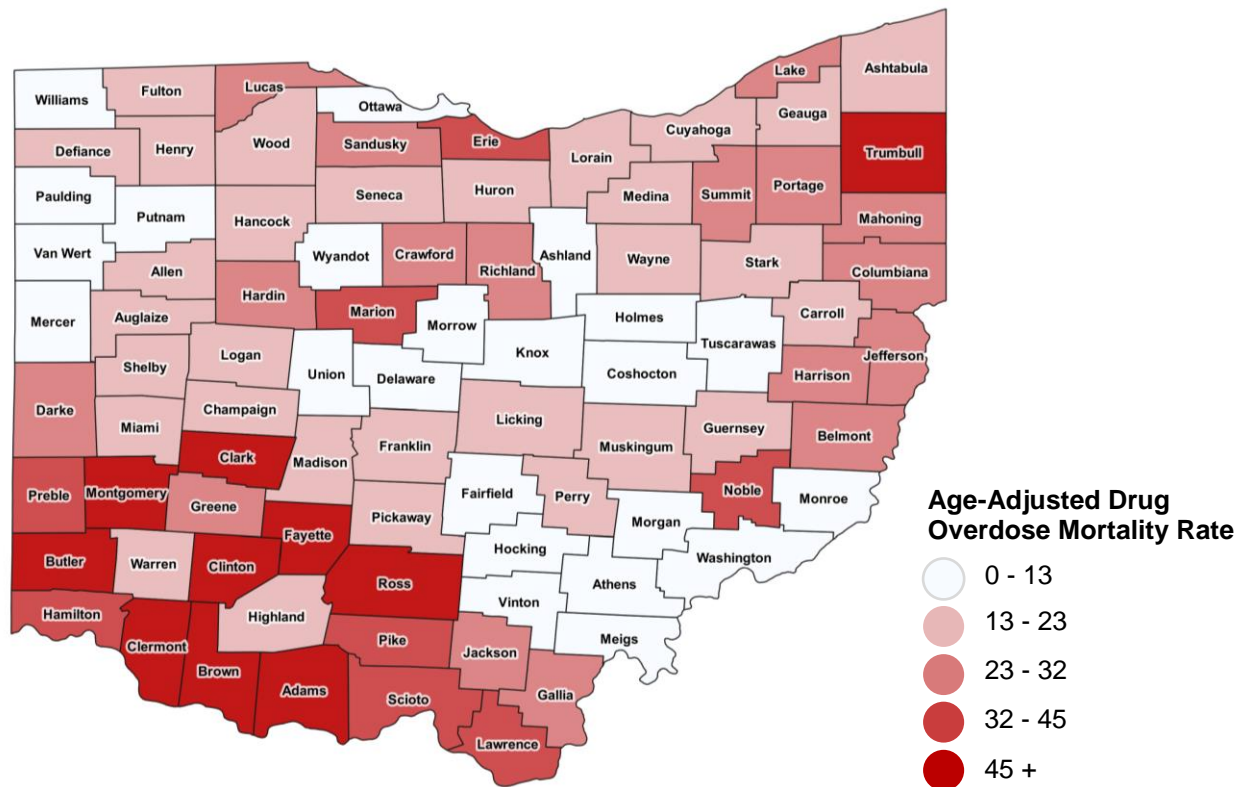 Ashtabula
Lake
Geauga
Williams
Fulton
Lucas
Ottawa
Cuyahoga
Defiance
Henry
Wood
Sandusky
Erie
Lorain
Trumbull
Paulding
Seneca
Huron
Medina
Summit
Portage
Putnam
Hancock
Mahoning
Van Wert
Allen
Wyandot
Crawford
Richland
Ashland
Wayne
Stark
Columbiana
Hardin
Mercer
Auglaize
Marion
Morrow
Holmes
Carroll
Tuscarawas
Shelby
Logan
Union
Delaware
Knox
Coshocton
Harrison
Jefferson
Darke
Champaign
Miami
Licking
Franklin
Muskingum
Guernsey
Belmont
Clark
Madison
Preble
Montgomery
Greene
Fairfield
Perry
Noble
Monroe
Pickaway
Morgan
Fayette
Hocking
Washington
Butler
Warren
Clinton
Ross
Athens
Vinton
Hamilton
Highland
Meigs
Clermont
Pike
Jackson
Brown
Adams
Scioto
Gallia
Lawrence
Age-Adjusted Drug
Overdose Mortality Rate
0 - 13
13 - 23
23 - 32
32 - 45
45 +